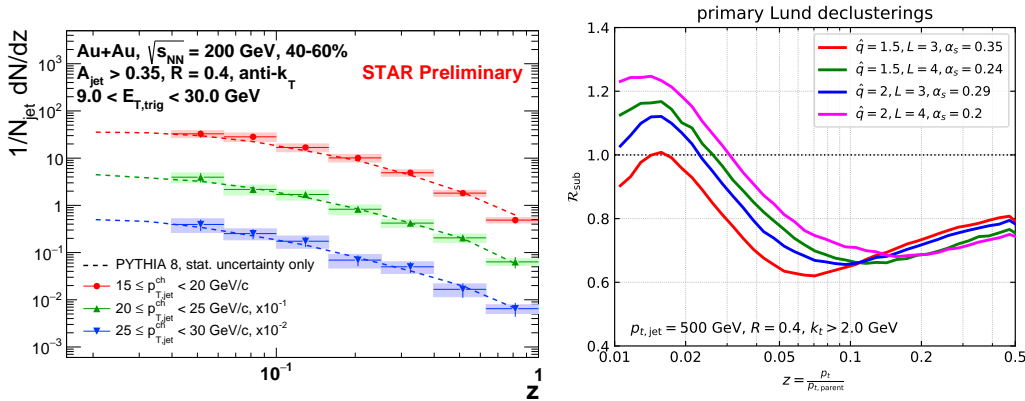 Au+Au, √s_NN = 200 GeV, 40-60%
A_jet > 0.35, R = 0.4, anti-k_T
9.0 < E_T,trig < 30.0 GeV
STAR Preliminary
1/N_jet dN/dz
10³
10²
10
1
10⁻¹
10⁻²
10⁻³
PYTHIA 8, stat. uncertainty only
15 ≤ p^ch_T,jet < 20 GeV/c
20 ≤ p^ch_T,jet < 25 GeV/c, x10⁻¹
25 ≤ p^ch_T,jet < 30 GeV/c, x10⁻²
10⁻¹ 1
z
primary Lund declusterings
q̂ = 1.5, L = 3, α_s = 0.35
q̂ = 1.5, L = 4, α_s = 0.24
q̂ = 2, L = 3, α_s = 0.29
q̂ = 2, L = 4, α_s = 0.2
R_sub
1.4
1.2
1.0
0.8
0.6
0.4
p_t,jet = 500 GeV, R = 0.4, k_t > 2.0 GeV
0.01 0.02 0.05 0.1 0.2 0.5
z = p_t / p_t,parent